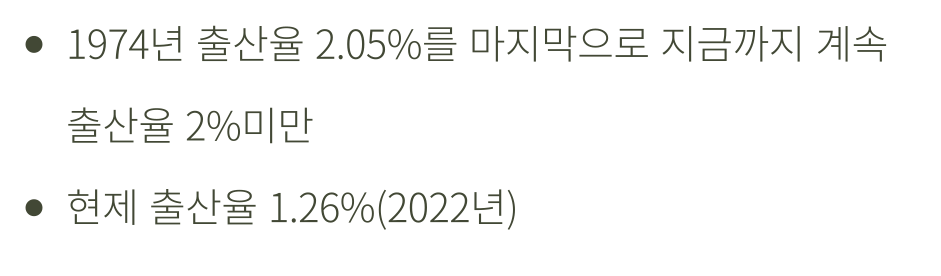 • 1974년 출산율 2.05%를 마지막으로 지금까지 계속
출산율 2%미만
• 현제 출산율 1.26%(2022년)